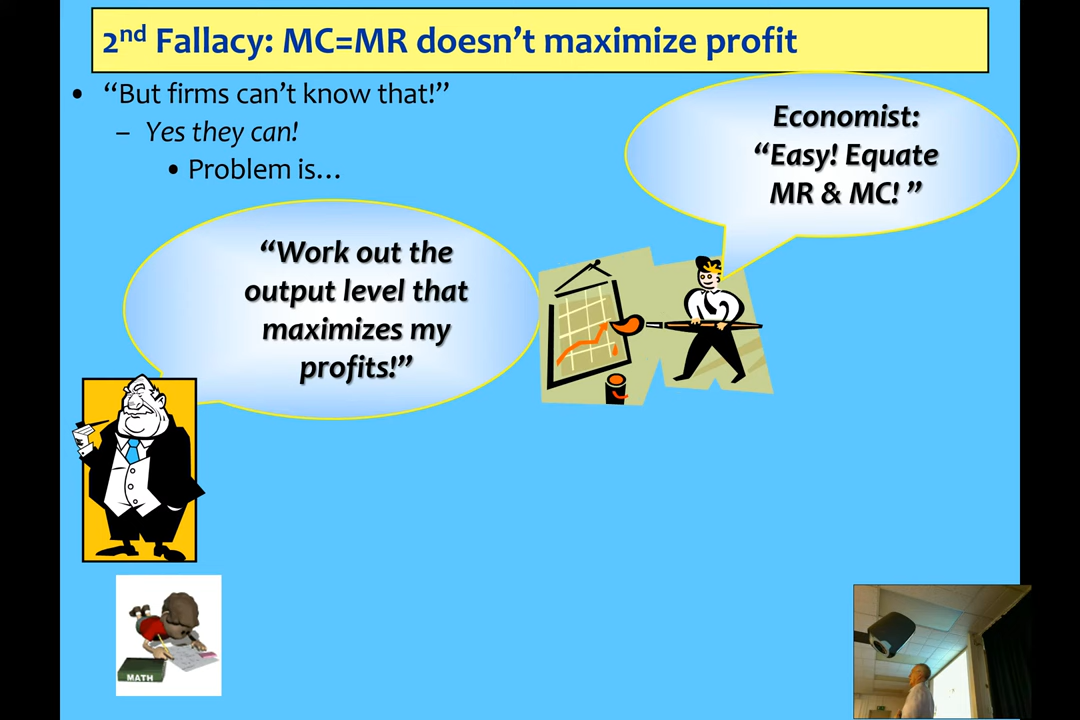 2nd Fallacy: MC=MR doesn’t maximize profit
• “But firms can’t know that!”
– Yes they can!
• Problem is…
Economist:
“Easy! Equate
MR & MC! ”
“Work out the
output level that
maximizes my
profits!”
MATH